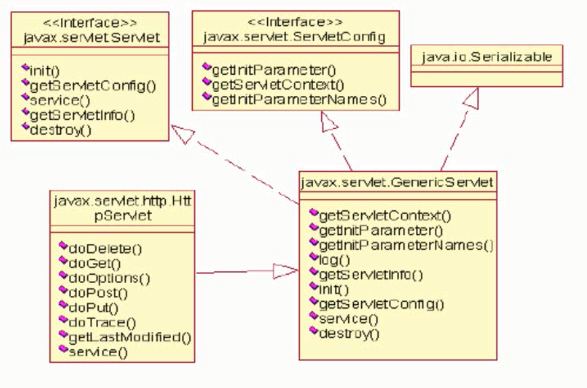 <<Interface>>
javax.servlet.Servlet
init()
getServletConfig()
service()
getServletInfo()
destroy()
<<Interface>>
javax.servlet.ServletConfig
getInitParameter()
getServletContext()
getInitParameterNames()
java.io.Serializable
javax.servlet.http.Htt
pServlet
doDelete()
doGet()
doOptions()
doPost()
doPut()
doTrace()
getLastModified()
service()
javax.servlet.GenericServlet
getServletContext()
getInitParameter()
getInitParameterNames()
log()
getServletInfo()
init()
getServletConfig()
service()
destroy()